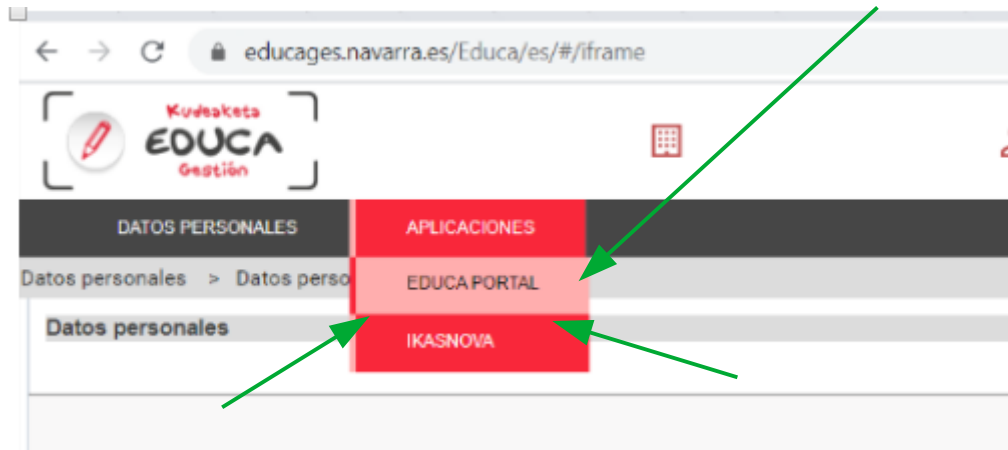 educages.navarra.es/Educa/es/#/iframe
Kudeaketa
EDUCA
Gestión
DATOS PERSONALES APLICACIONES
Datos personales > Datos perso
EDUCA PORTAL
Datos personales
IKASNOVA